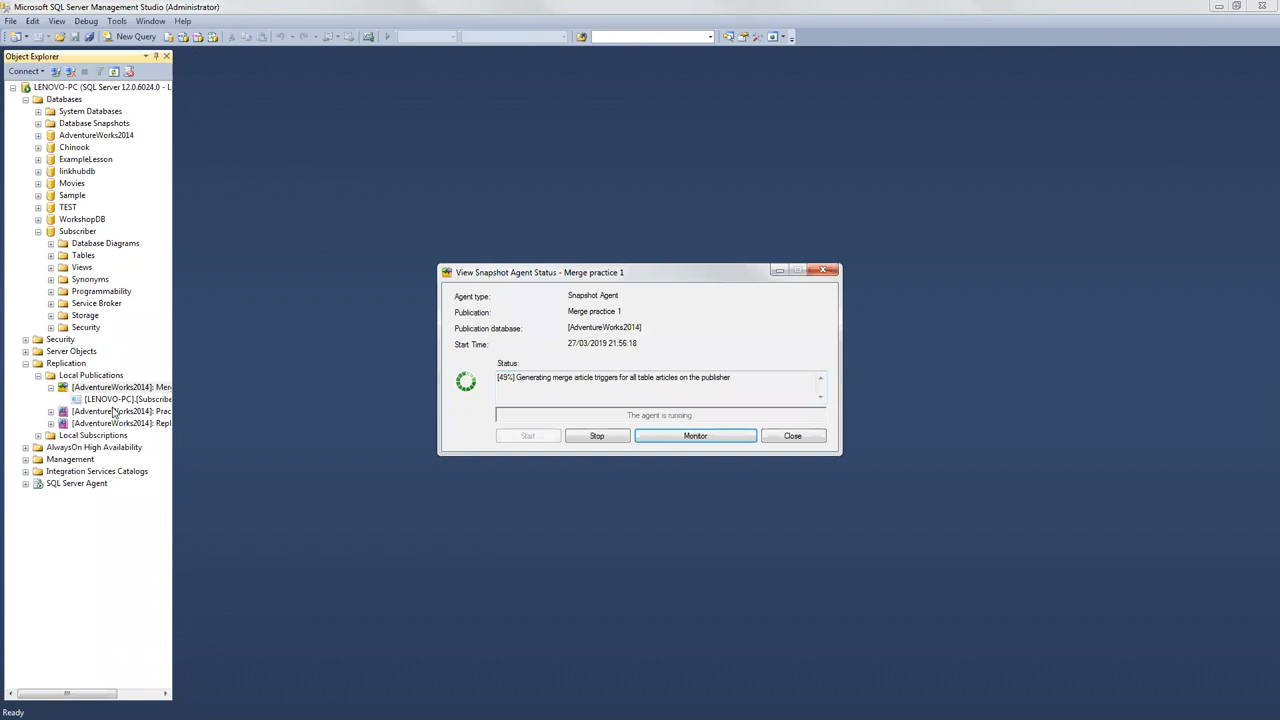 Microsoft SQL Server Management Studio (Administrator)
File Edit View Debug Tools Window Help
New Query
Object Explorer
Connect
LENOVO-PC (SQL Server 12.0.6024.0 - L
Databases
System Databases
Database Snapshots
AdventureWorks2014
Chinook
ExampleLesson
linkhubdb
Movies
Sample
TEST
WorkshopDB
Subscriber
Database Diagrams
Tables
Views
Synonyms
Programmability
Service Broker
Storage
Security
Security
Server Objects
Replication
Local Publications
[AdventureWorks2014]: Mer
[LENOVO-PC].[Subscribe
[AdventureWorks2014]: Prac
[AdventureWorks2014]: Repl
Local Subscriptions
AlwaysOn High Availability
Management
Integration Services Catalogs
SQL Server Agent
View Snapshot Agent Status - Merge practice 1
Agent type: Snapshot Agent
Publication: Merge practice 1
Publication database: [AdventureWorks2014]
Start Time: 27/03/2019 21:56:18
Status:
[49%] Generating merge article triggers for all table articles on the publisher
The agent is running.
Start Stop Monitor Close
Ready